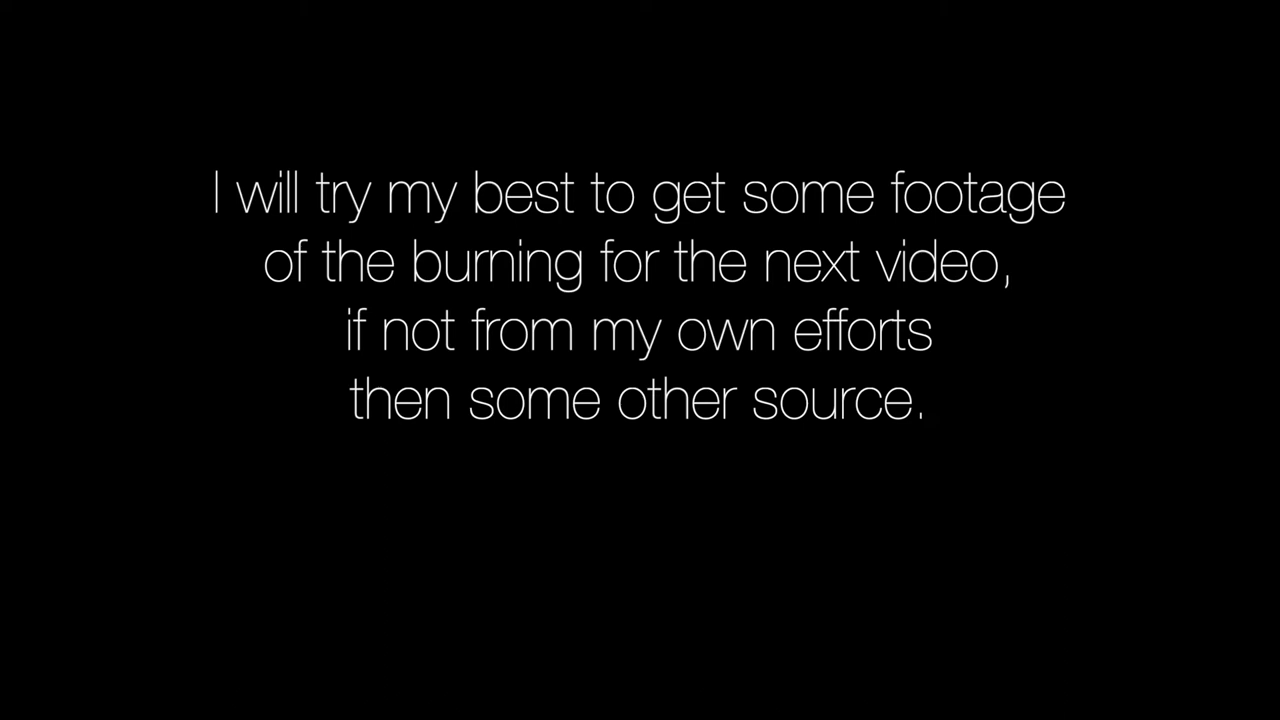 I will try my best to get some footage
of the burning for the next video,
if not from my own efforts
then some other source.